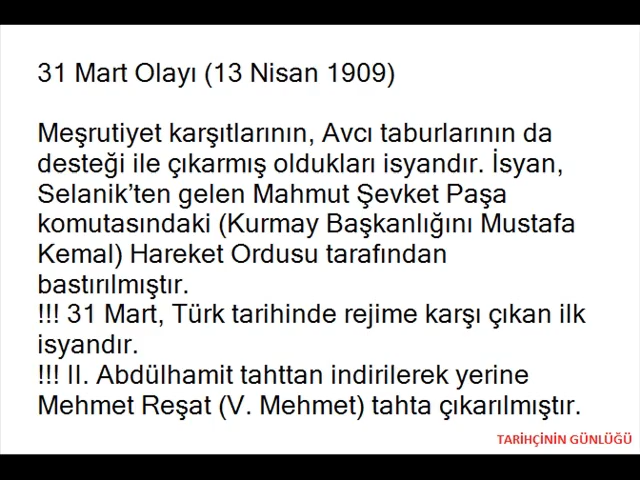 31 Mart Olayı (13 Nisan 1909)
Meşrutiyet karşıtlarının, Avcı taburlarının da
desteği ile çıkarmış oldukları isyandır. İsyan,
Selanik’ten gelen Mahmut Şevket Paşa
komutasındaki (Kurmay Başkanlığını Mustafa
Kemal) Hareket Ordusu tarafından
bastırılmıştır.
!!! 31 Mart, Türk tarihinde rejime karşı çıkan ilk
isyandır.
!!! II. Abdülhamit tahttan indirilerek yerine
Mehmet Reşat (V. Mehmet) tahta çıkarılmıştır.
TARİHÇİNİN GÜNLÜĞÜ